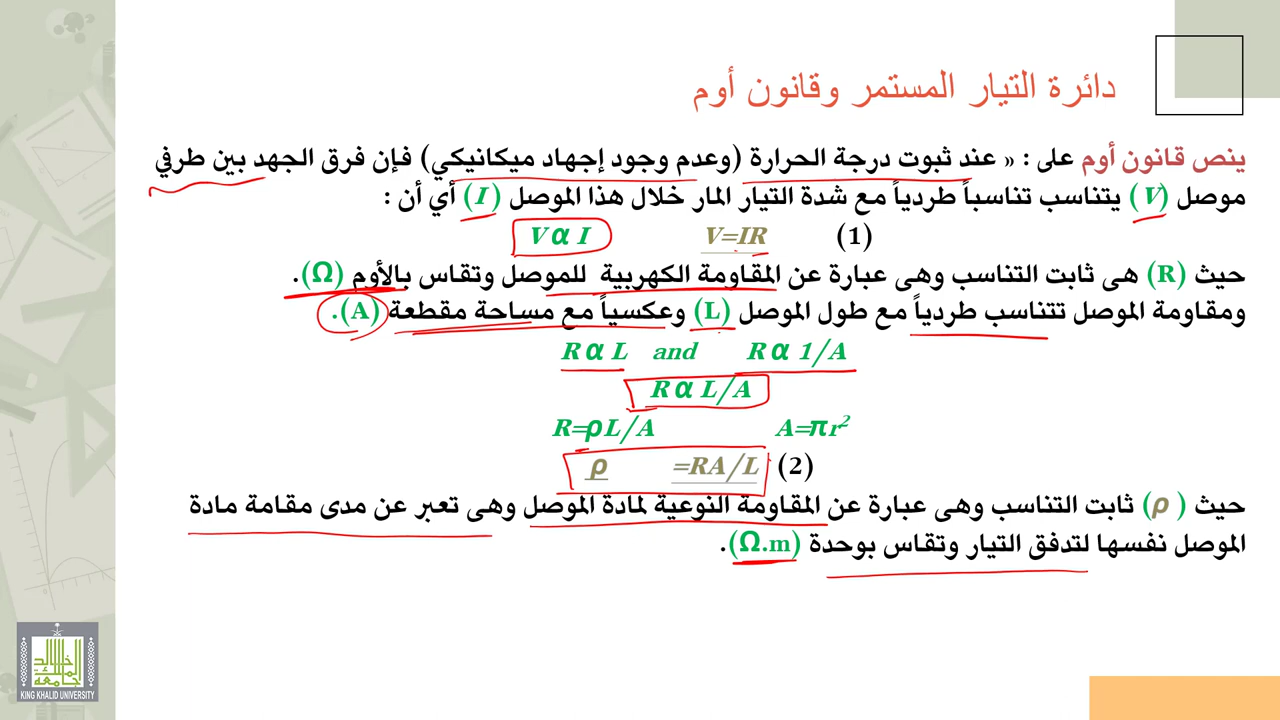 دائرة التيار المستمر وقانون أوم
ينص قانون أوم على : « عند ثبوت درجة الحرارة (وعدم وجود إجهاد ميكانيكي) فإن فرق الجهد بين طرفي
موصل (V) يتناسب تناسباً طردياً مع شدة التيار المار خلال هذا الموصل (I) أي أن :
V α I V=IR (1)
حيث (R) هى ثابت التناسب وهى عبارة عن المقاومة الكهربية للموصل وتقاس بالأوم (Ω).
ومقاومة الموصل تتناسب طردياً مع طول الموصل (L) وعكسياً مع مساحة مقطعة (A).
R α L and R α 1/A
R α L/A
R=ρL/A A=πr²
ρ =RA/L (2)
حيث (ρ) ثابت التناسب وهى عبارة عن المقاومة النوعية لمادة الموصل وهى تعبر عن مدى مقامة مادة
الموصل نفسها لتدفق التيار وتقاس بوحدة (Ω.m).
جامعة الملك خالد
KING KHALID UNIVERSITY